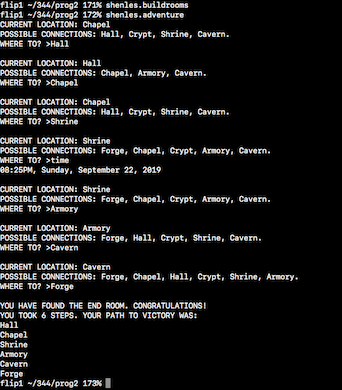 flip1 ~/344/prog2 171% shenles.buildrooms
flip1 ~/344/prog2 172% shenles.adventure
CURRENT LOCATION: Chapel
POSSIBLE CONNECTIONS: Hall, Crypt, Shrine, Cavern.
WHERE TO? >Hall

CURRENT LOCATION: Hall
POSSIBLE CONNECTIONS: Chapel, Armory, Cavern.
WHERE TO? >Chapel

CURRENT LOCATION: Chapel
POSSIBLE CONNECTIONS: Hall, Crypt, Shrine, Cavern.
WHERE TO? >Shrine

CURRENT LOCATION: Shrine
POSSIBLE CONNECTIONS: Forge, Chapel, Crypt, Armory, Cavern.
WHERE TO? >time
08:25PM, Sunday, September 22, 2019

CURRENT LOCATION: Shrine
POSSIBLE CONNECTIONS: Forge, Chapel, Crypt, Armory, Cavern.
WHERE TO? >Armory

CURRENT LOCATION: Armory
POSSIBLE CONNECTIONS: Forge, Hall, Crypt, Shrine, Cavern.
WHERE TO? >Cavern

CURRENT LOCATION: Cavern
POSSIBLE CONNECTIONS: Forge, Chapel, Hall, Crypt, Shrine, Armory.
WHERE TO? >Forge

YOU HAVE FOUND THE END ROOM. CONGRATULATIONS!
YOU TOOK 6 STEPS. YOUR PATH TO VICTORY WAS:
Hall
Chapel
Shrine
Armory
Cavern
Forge
flip1 ~/344/prog2 173%